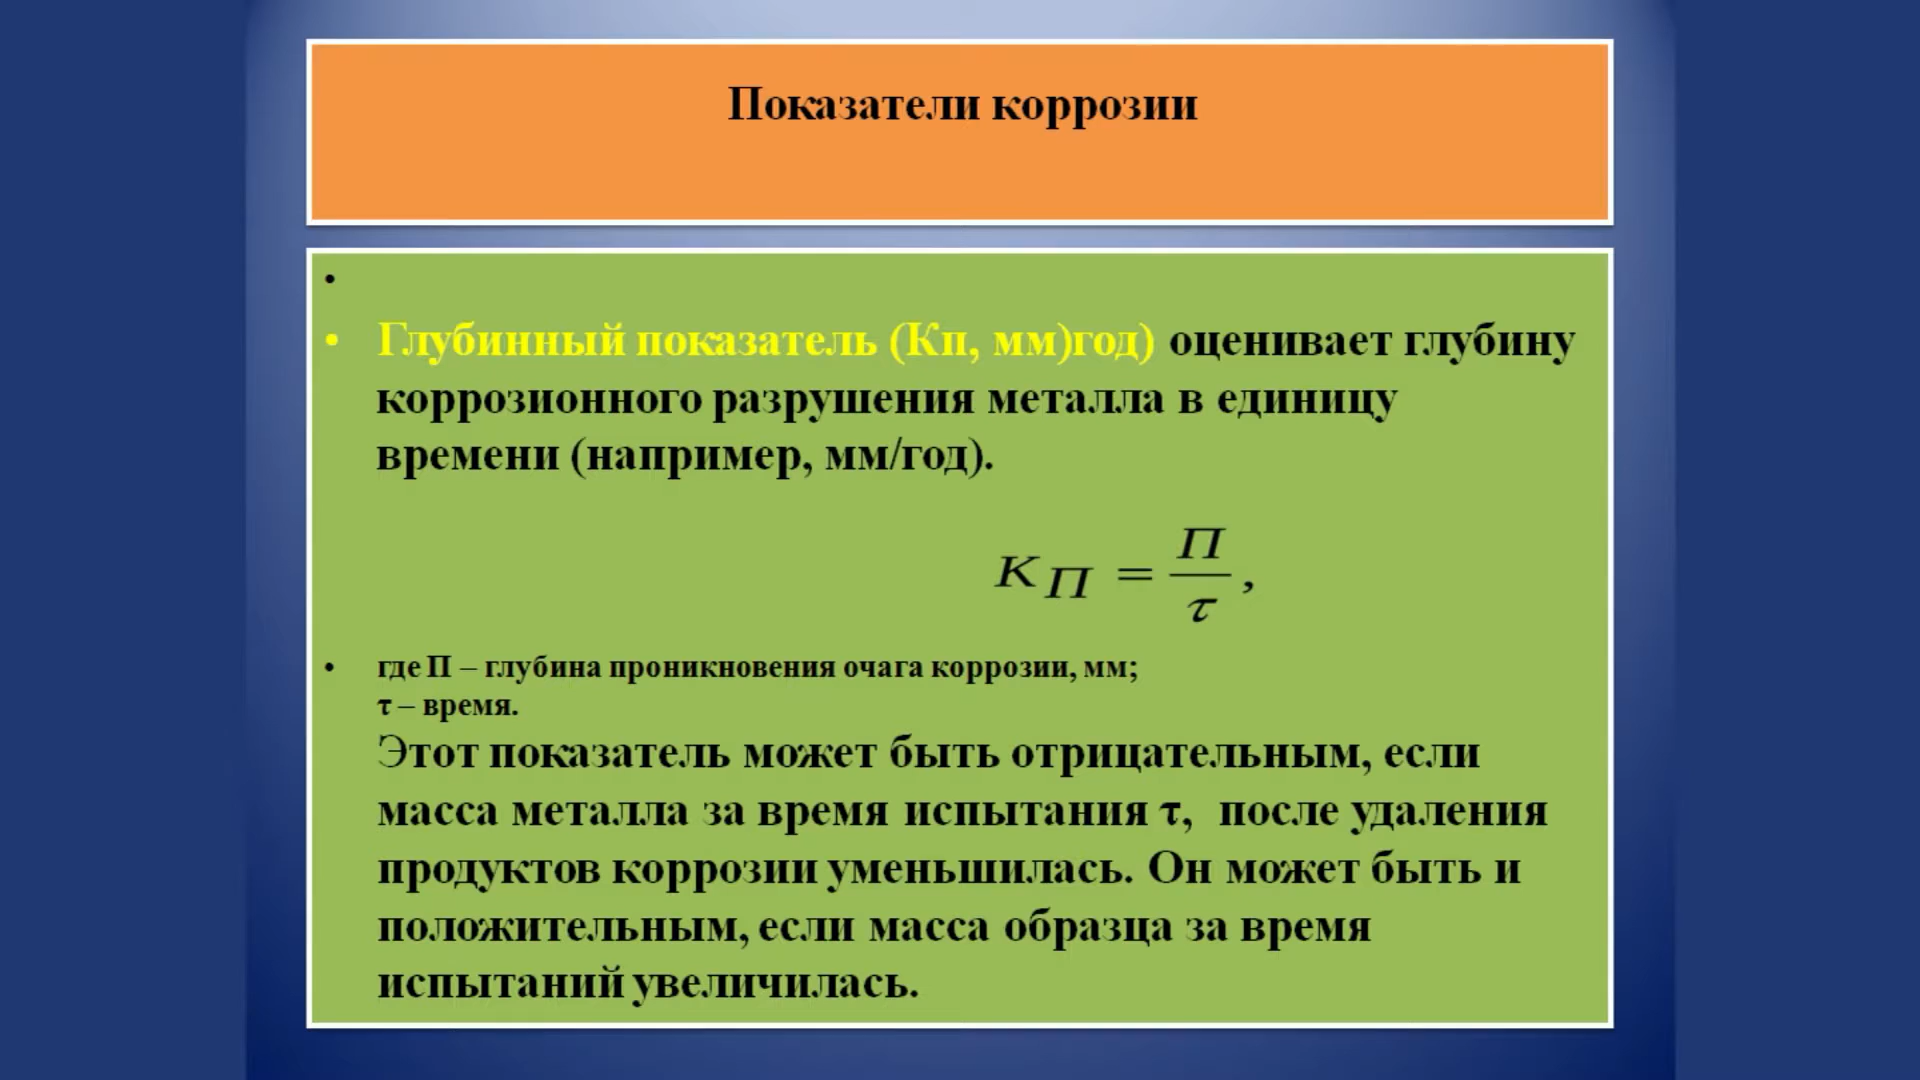 Показатели коррозии
•
• Глубинный показатель (Кп, мм)год) оценивает глубину
коррозионного разрушения металла в единицу
времени (например, мм/год).
K_П = П/τ,
• где П – глубина проникновения очага коррозии, мм;
τ – время.
Этот показатель может быть отрицательным, если
масса металла за время испытания τ, после удаления
продуктов коррозии уменьшилась. Он может быть и
положительным, если масса образца за время
испытаний увеличилась.